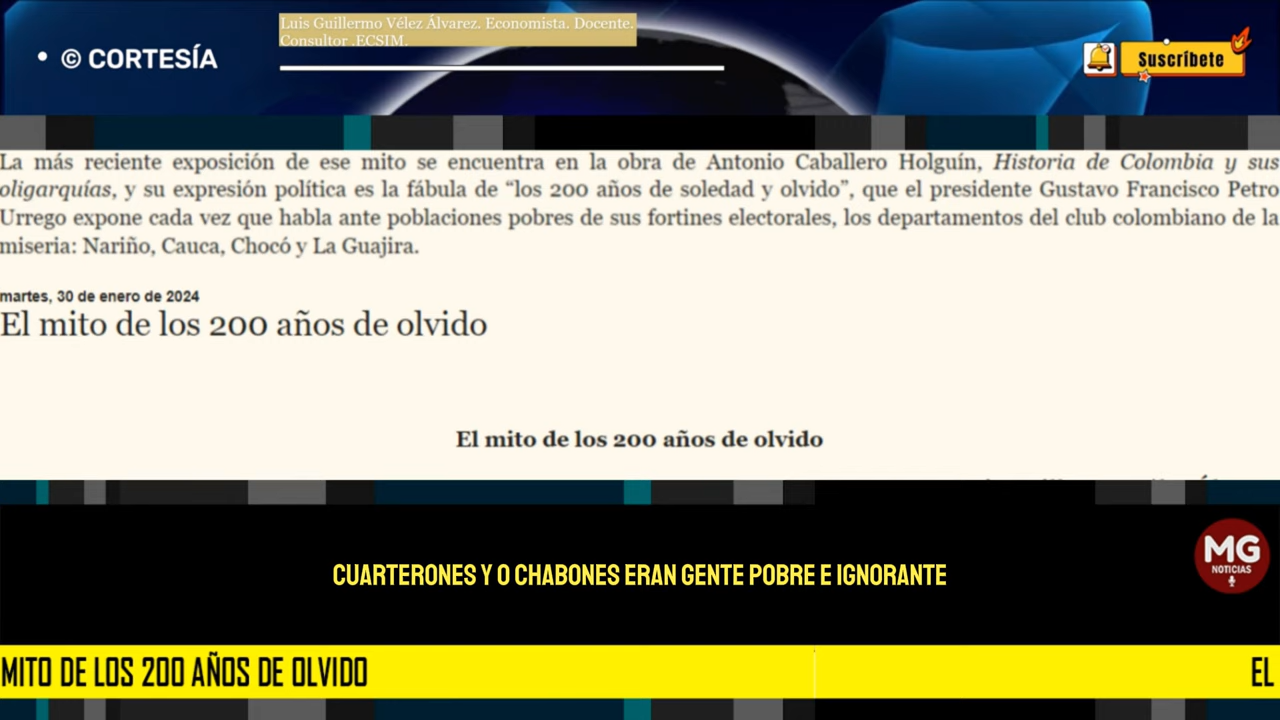 Luis Guillermo Vélez Álvarez. Economista. Docente.
Consultor .ECSIM.
• © CORTESÍA
Suscríbete
La más reciente exposición de ese mito se encuentra en la obra de Antonio Caballero Holguín, Historia de Colombia y sus
oligarquías, y su expresión política es la fábula de “los 200 años de soledad y olvido”, que el presidente Gustavo Francisco Petro
Urrego expone cada vez que habla ante poblaciones pobres de sus fortines electorales, los departamentos del club colombiano de la
miseria: Nariño, Cauca, Chocó y La Guajira.
martes, 30 de enero de 2024
El mito de los 200 años de olvido
El mito de los 200 años de olvido
MG
NOTICIAS
CUARTERONES Y O CHABONES ERAN GENTE POBRE E IGNORANTE
MITO DE LOS 200 AÑOS DE OLVIDO
EL